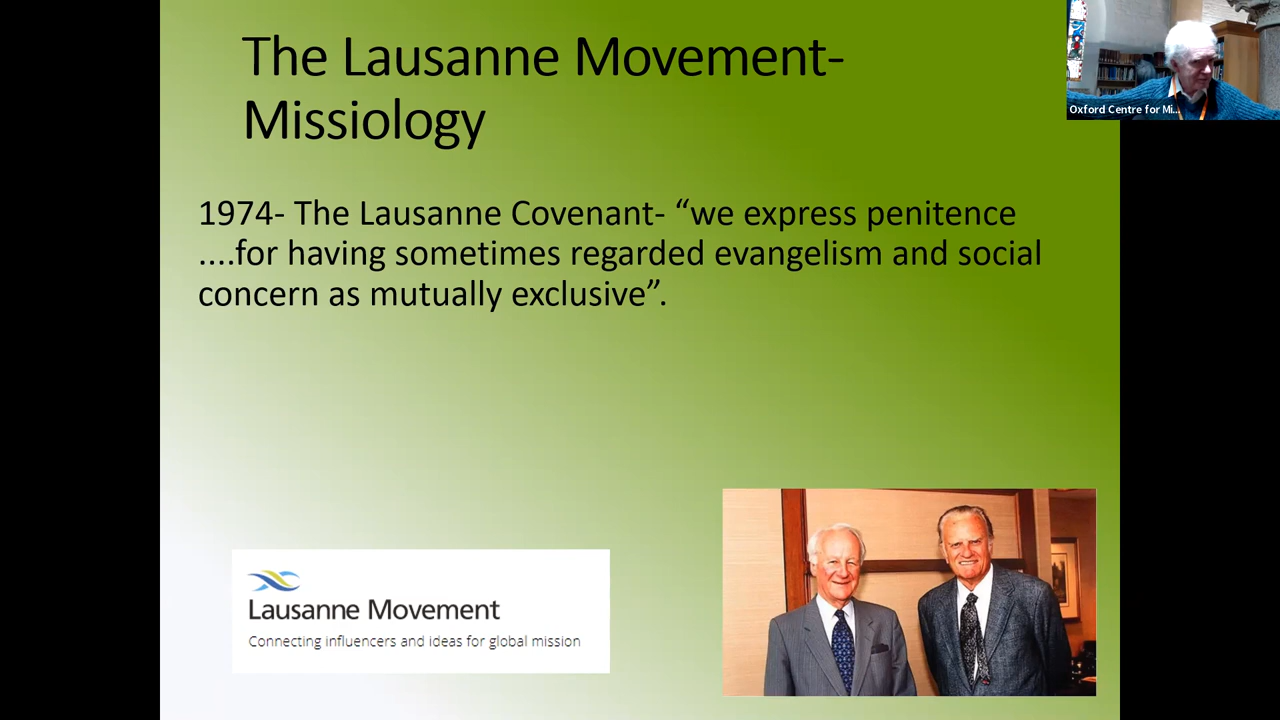 The Lausanne Movement-
Missiology
Oxford Centre for Mi...
1974- The Lausanne Covenant- “we express penitence
....for having sometimes regarded evangelism and social
concern as mutually exclusive”.
Lausanne Movement
Connecting influencers and ideas for global mission